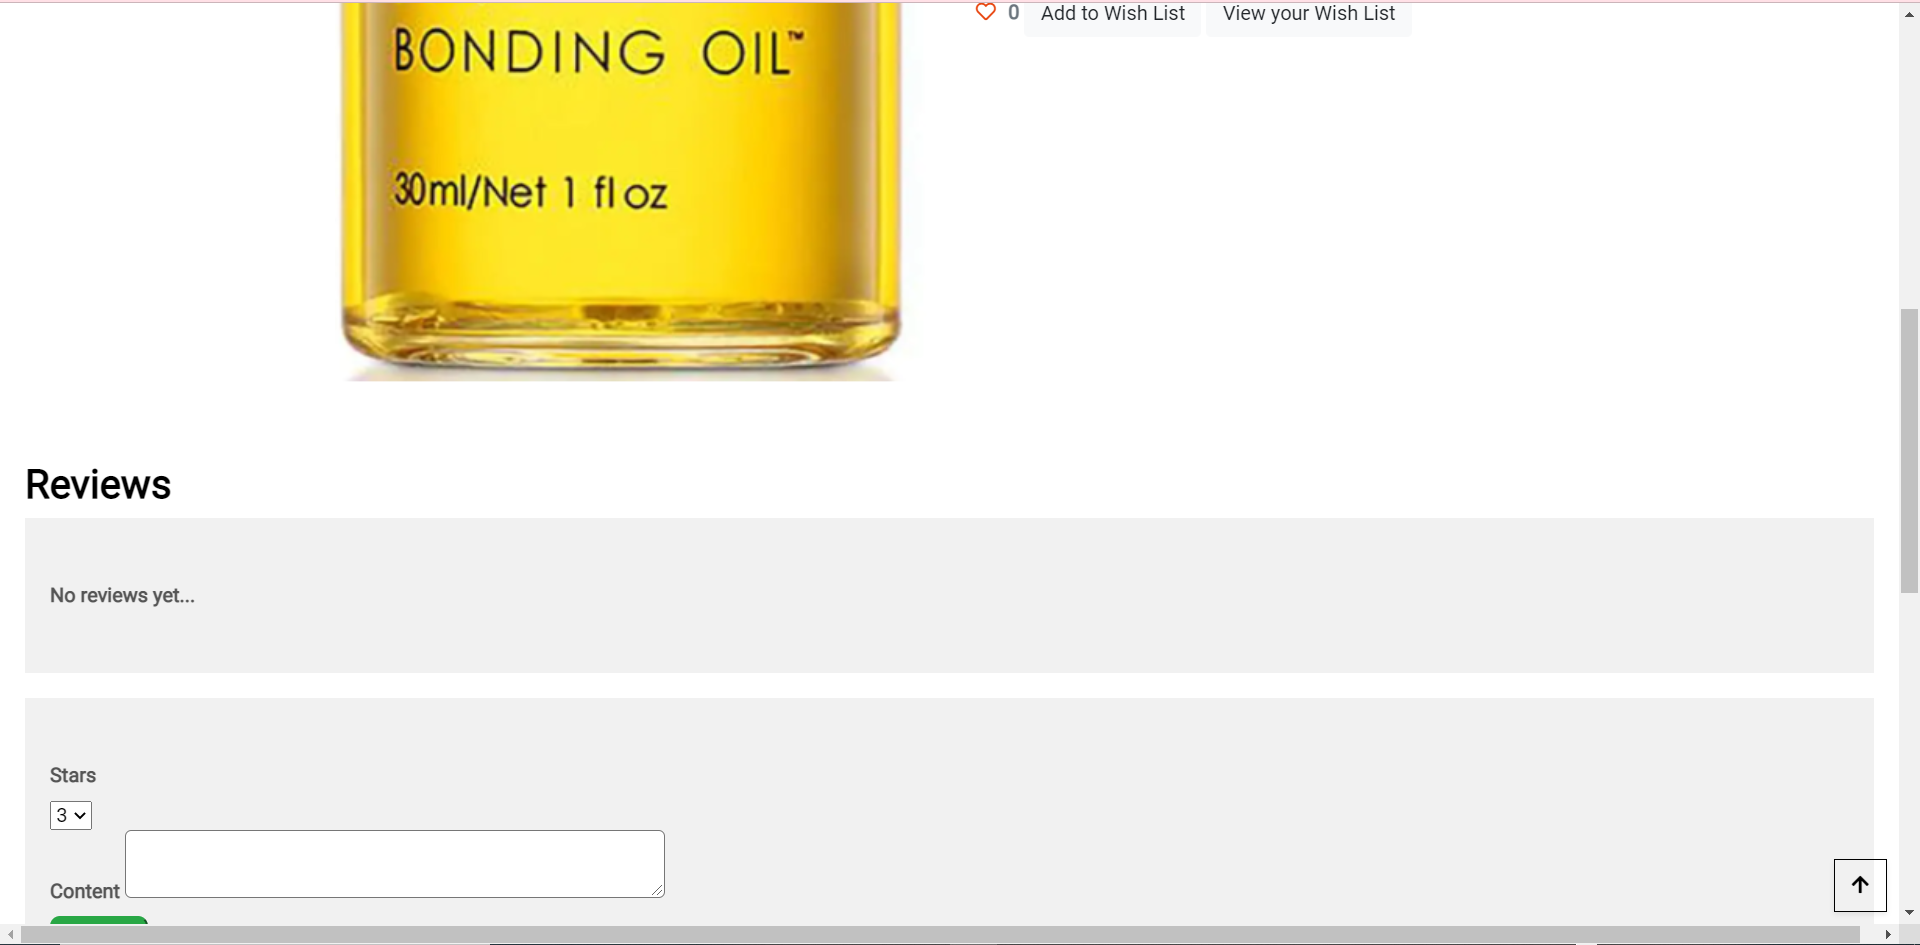 BONDING OIL™
30ml/Net 1 fl oz
0 Add to Wish List View your Wish List
Reviews
No reviews yet...
Stars
3
Content